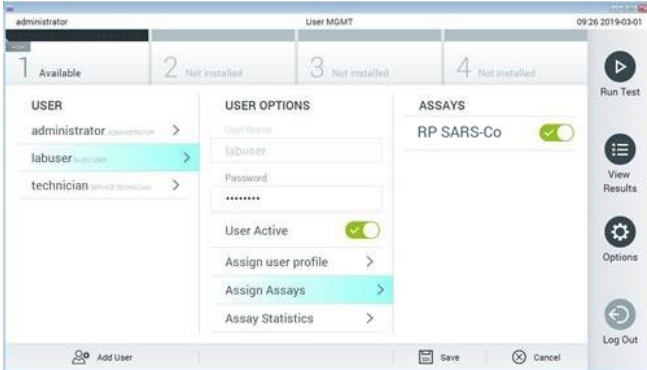 administrator
User MGMT
09:26 2019-03-01
1 Available
2 Not installed
3 Not installed
4 Not installed
Run Test
USER
USER OPTIONS
ASSAYS
administrator
User Name
RP SARS-Co
labuser
labuser
technician
Password
••••••••
View
Results
User Active
Assign user profile
Options
Assign Assays
Assay Statistics
Log Out
Add User
Save
Cancel